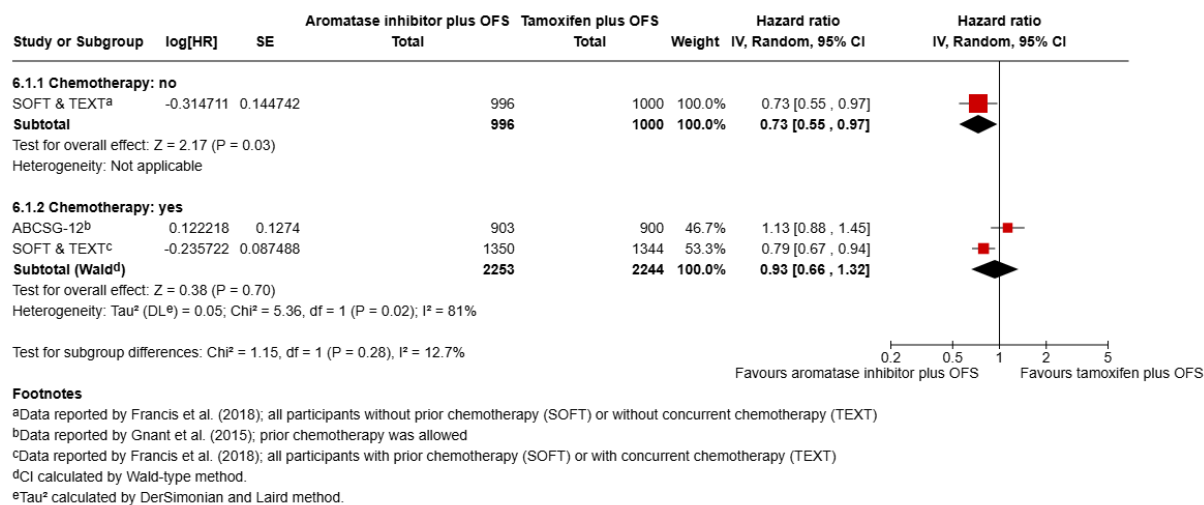 Aromatase inhibitor plus OFS Tamoxifen plus OFS Hazard ratio Hazard ratio
Study or Subgroup log[HR] SE Total Total Weight IV, Random, 95% CI IV, Random, 95% CI
6.1.1 Chemotherapy: no
SOFT & TEXTa -0.314711 0.144742 996 1000 100.0% 0.73 [0.55 , 0.97]
Subtotal 996 1000 100.0% 0.73 [0.55 , 0.97]
Test for overall effect: Z = 2.17 (P = 0.03)
Heterogeneity: Not applicable
6.1.2 Chemotherapy: yes
ABCSG-12b 0.122218 0.1274 903 900 46.7% 1.13 [0.88 , 1.45]
SOFT & TEXTc -0.235722 0.087488 1350 1344 53.3% 0.79 [0.67 , 0.94]
Subtotal (Waldd) 2253 2244 100.0% 0.93 [0.66 , 1.32]
Test for overall effect: Z = 0.38 (P = 0.70)
Heterogeneity: Tau² (DLe) = 0.05; Chi² = 5.36, df = 1 (P = 0.02); I² = 81%
Test for subgroup differences: Chi² = 1.15, df = 1 (P = 0.28), I² = 12.7%
0.2 0.5 1 2 5
Favours aromatase inhibitor plus OFS Favours tamoxifen plus OFS
Footnotes
aData reported by Francis et al. (2018); all participants without prior chemotherapy (SOFT) or without concurrent chemotherapy (TEXT)
bData reported by Gnant et al. (2015); prior chemotherapy was allowed
cData reported by Francis et al. (2018); all participants with prior chemotherapy (SOFT) or with concurrent chemotherapy (TEXT)
dCI calculated by Wald-type method.
eTau² calculated by DerSimonian and Laird method.